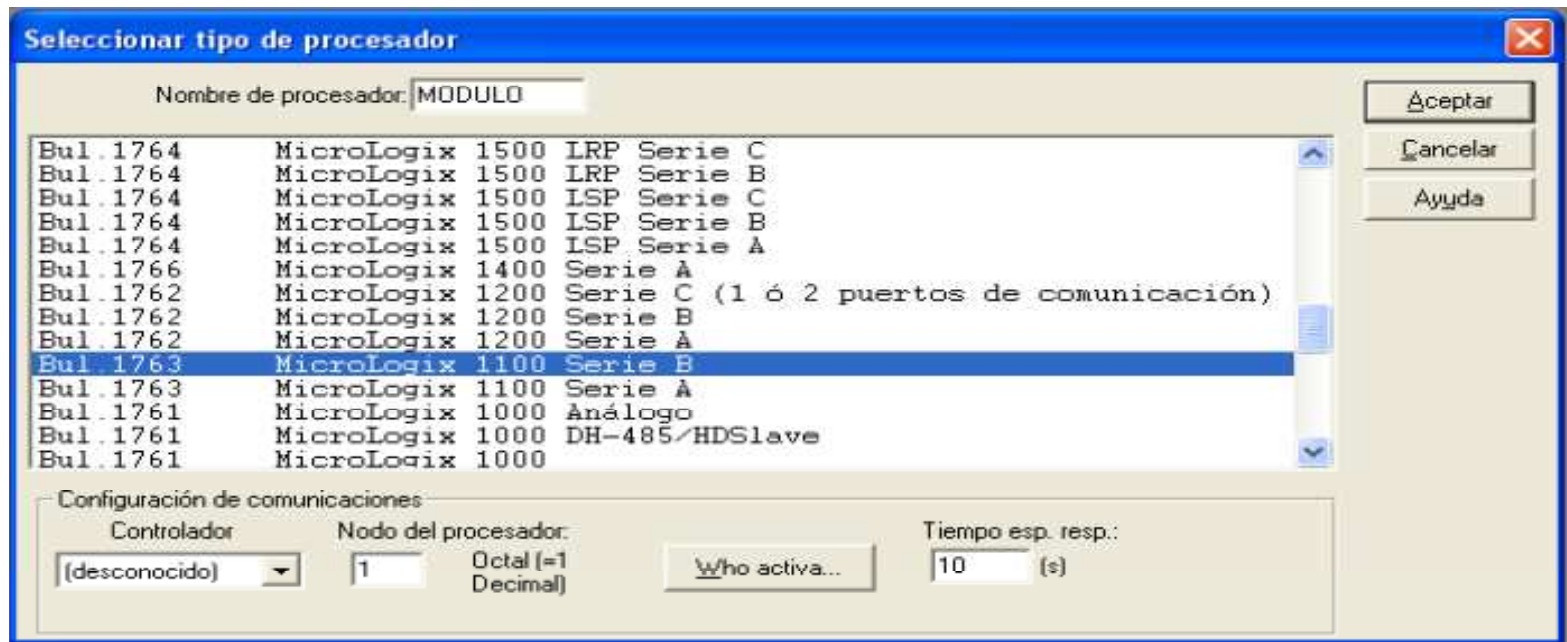 Seleccionar tipo de procesador
Nombre de procesador: MODULO
Aceptar
Cancelar
Ayuda
Bul.1764 MicroLogix 1500 LRP Serie C
Bul.1764 MicroLogix 1500 LRP Serie B
Bul.1764 MicroLogix 1500 LSP Serie C
Bul.1764 MicroLogix 1500 LSP Serie B
Bul.1764 MicroLogix 1500 LSP Serie A
Bul.1766 MicroLogix 1400 Serie A
Bul.1762 MicroLogix 1200 Serie C (1 ó 2 puertos de comunicación)
Bul.1762 MicroLogix 1200 Serie B
Bul.1762 MicroLogix 1200 Serie A
Bul.1763 MicroLogix 1100 Serie B
Bul.1763 MicroLogix 1100 Serie A
Bul.1761 MicroLogix 1000 Análogo
Bul.1761 MicroLogix 1000 DH-485/HDSlave
Bul.1761 MicroLogix 1000
Configuración de comunicaciones
Controlador
(desconocido)
Nodo del procesador:
1 Octal (=1
Decimal)
Who activa...
Tiempo esp. resp.:
10 (s)